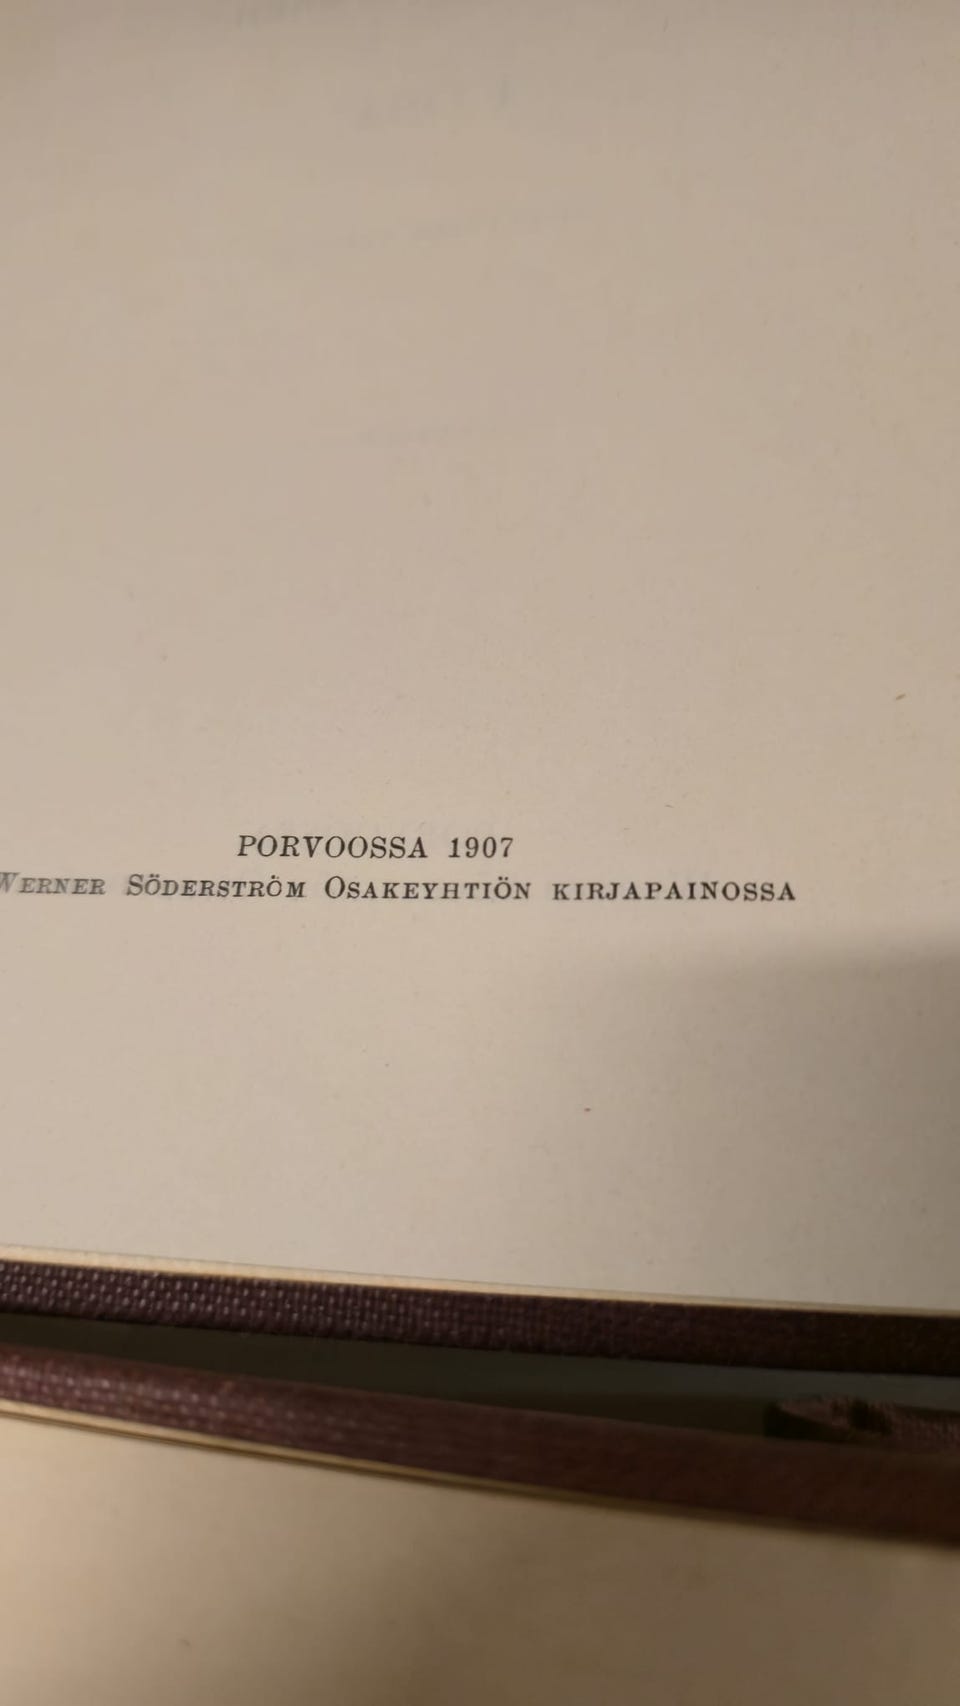 PORVOOSSA 1907
WERNER SÖDERSTRÖM OSAKEYHTIÖN KIRJAPAINOSSA